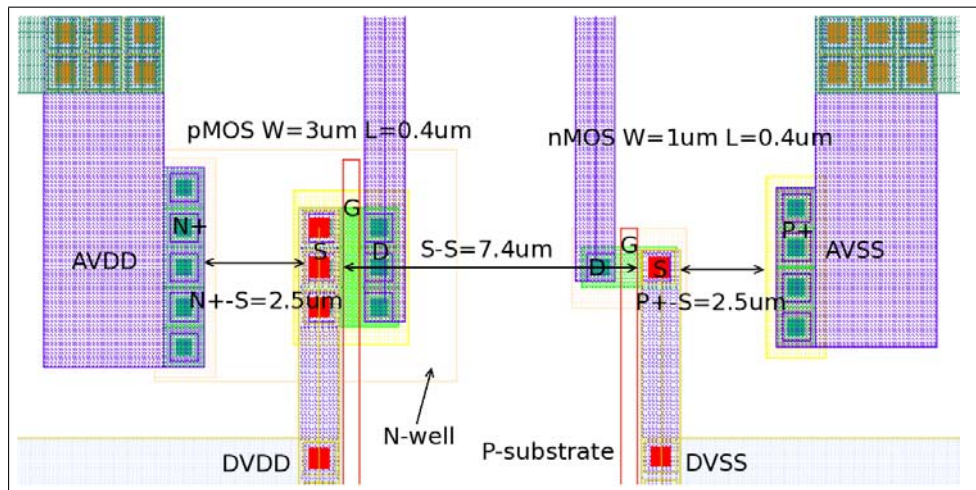 pMOS W=3um L=0.4um
nMOS W=1um L=0.4um
G
N+
S
D
S-S=7.4um
G
P+
AVDD
AVSS
D
S
N+-S=2.5um
P+-S=2.5um
N-well
P-substrate
DVDD
DVSS